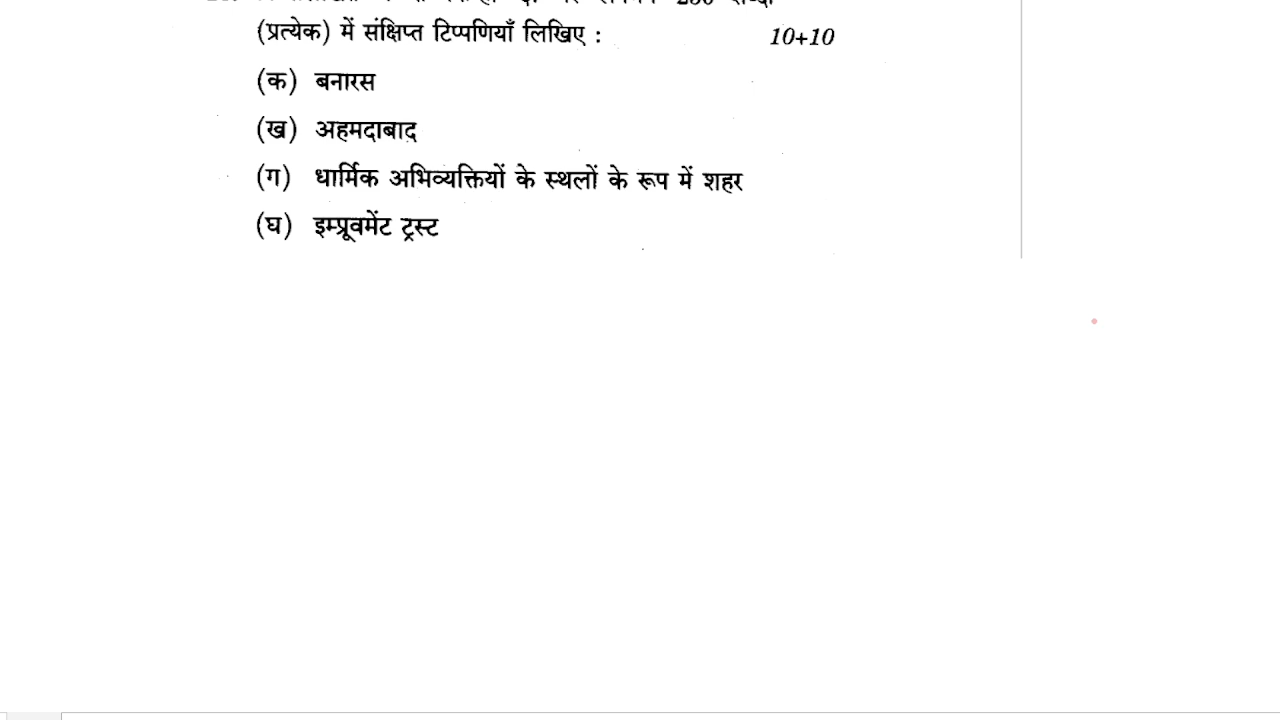 (प्रत्येक) में संक्षिप्त टिप्पणियाँ लिखिए : 10+10
(क) बनारस
(ख) अहमदाबाद
(ग) धार्मिक अभिव्यक्तियों के स्थलों के रूप में शहर
(घ) इम्प्रूवमेंट ट्रस्ट